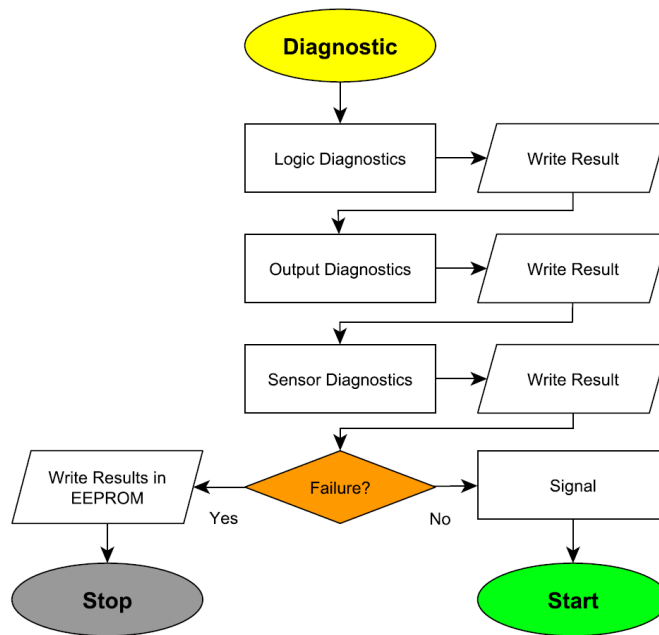 Diagnostic
Logic Diagnostics
Write Result
Output Diagnostics
Write Result
Sensor Diagnostics
Write Result
Write Results in
EEPROM
Failure?
Signal
Yes
No
Stop
Start